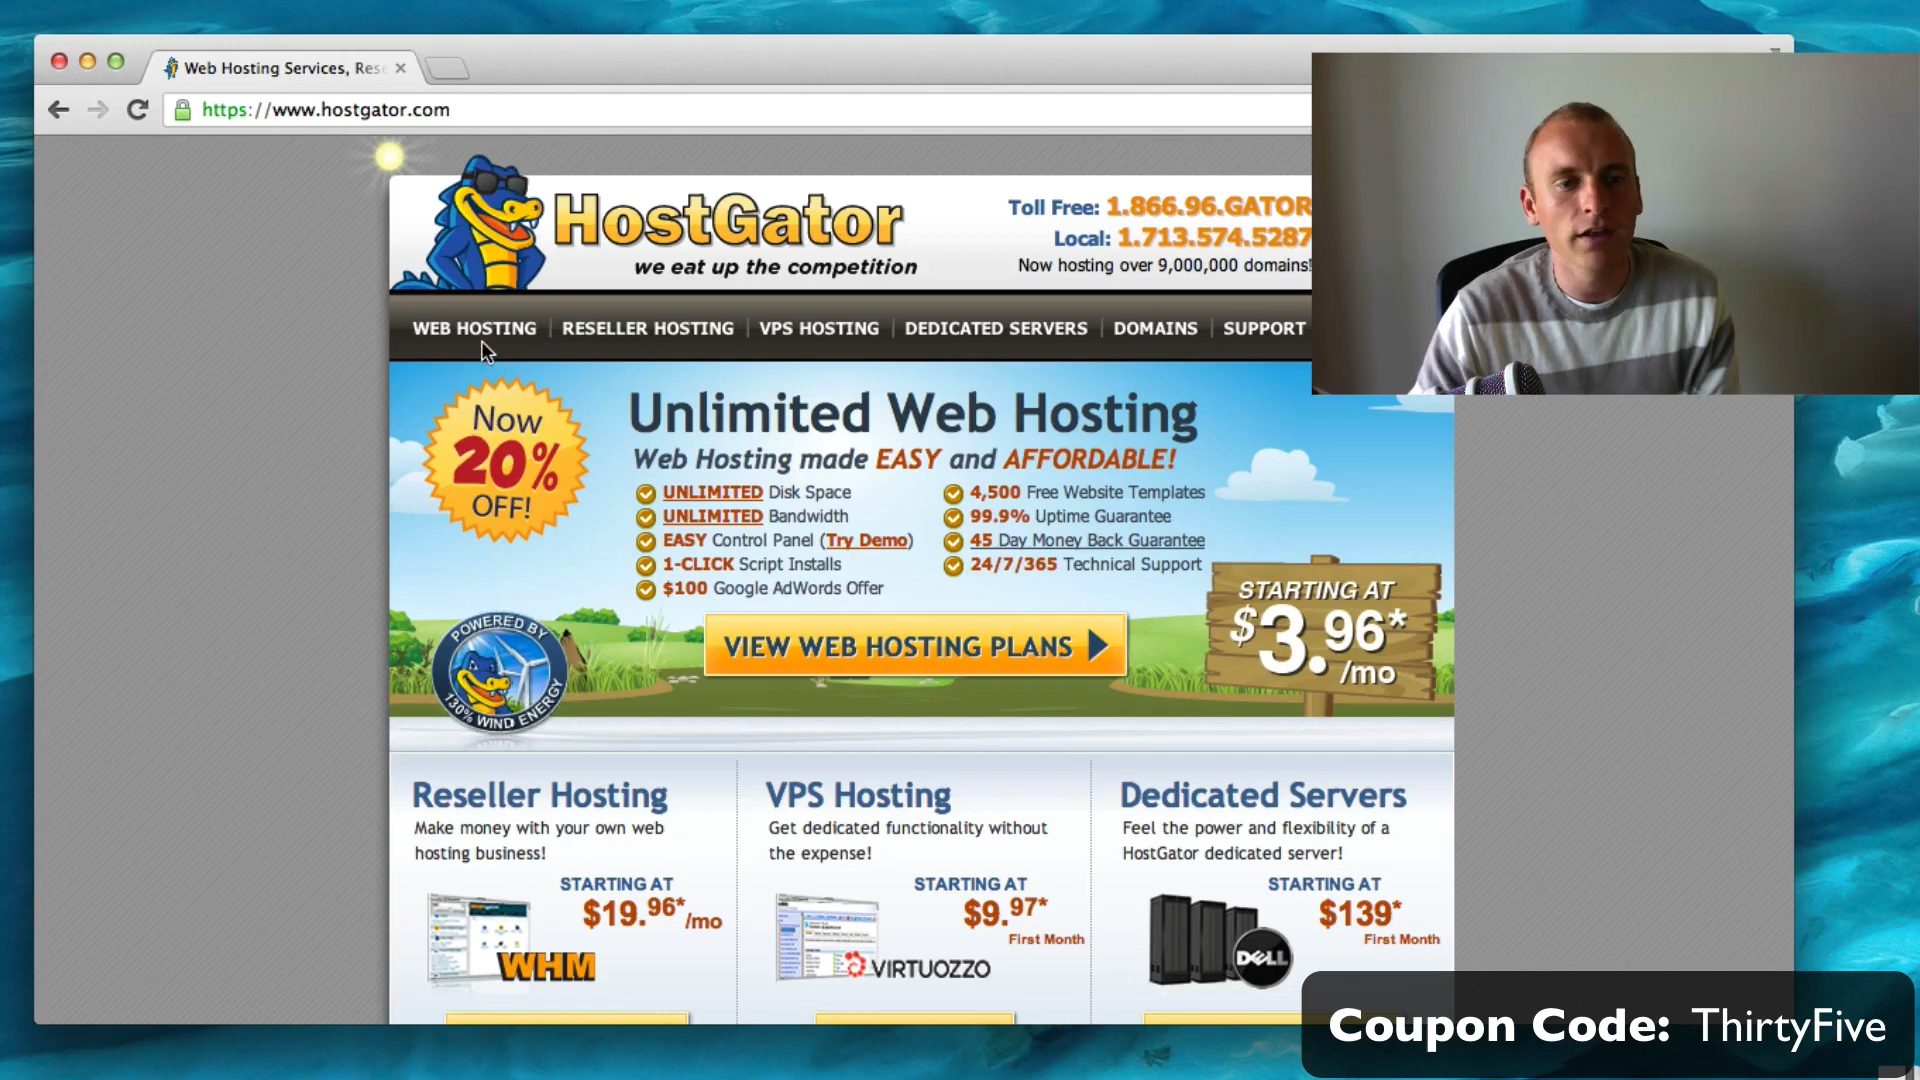 Web Hosting Services, Rese
https://www.hostgator.com
HostGator
we eat up the competition
Toll Free: 1.866.96.GATOR
Local: 1.713.574.5287
Now hosting over 9,000,000 domains!
WEB HOSTING
RESELLER HOSTING
VPS HOSTING
DEDICATED SERVERS
DOMAINS
SUPPORT
Now
20%
OFF!
Unlimited Web Hosting
Web Hosting made EASY and AFFORDABLE!
UNLIMITED Disk Space
UNLIMITED Bandwidth
EASY Control Panel (Try Demo)
1-CLICK Script Installs
$100 Google AdWords Offer
4,500 Free Website Templates
99.9% Uptime Guarantee
45 Day Money Back Guarantee
24/7/365 Technical Support
STARTING AT
$3.96*
/mo
VIEW WEB HOSTING PLANS
POWERED BY
130% WIND ENERGY
Reseller Hosting
Make money with your own web
hosting business!
STARTING AT
$19.96*/mo
WHM
VPS Hosting
Get dedicated functionality without
the expense!
STARTING AT
$9.97*
First Month
VIRTUOZZO
Dedicated Servers
Feel the power and flexibility of a
HostGator dedicated server!
STARTING AT
$139*
First Month
DELL
Coupon Code: ThirtyFive